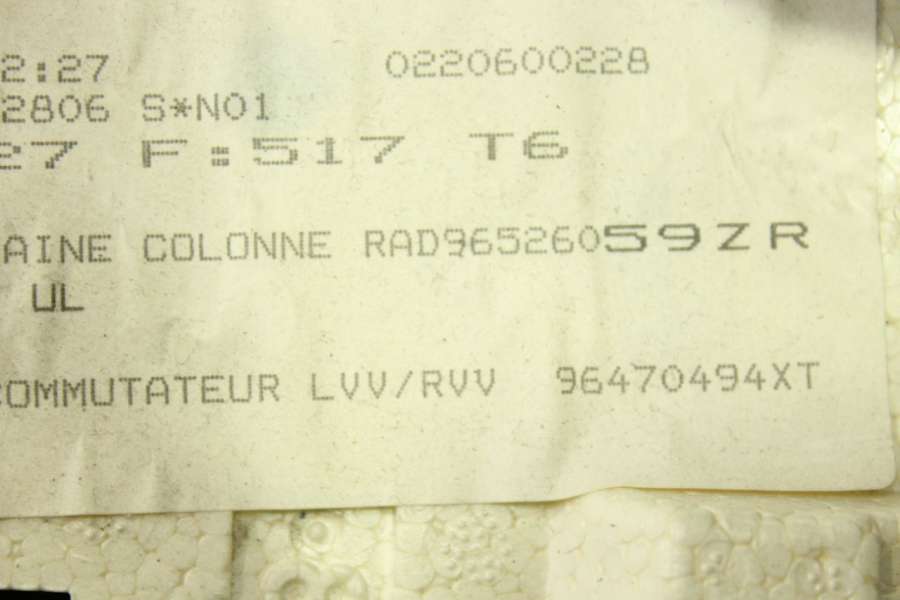 2:27 0220600228
2806 S*N01
27 F:517 T6
AINE COLONNE RAD96526059ZR
UL
COMMUTATEUR LVV/RVV 96470494XT